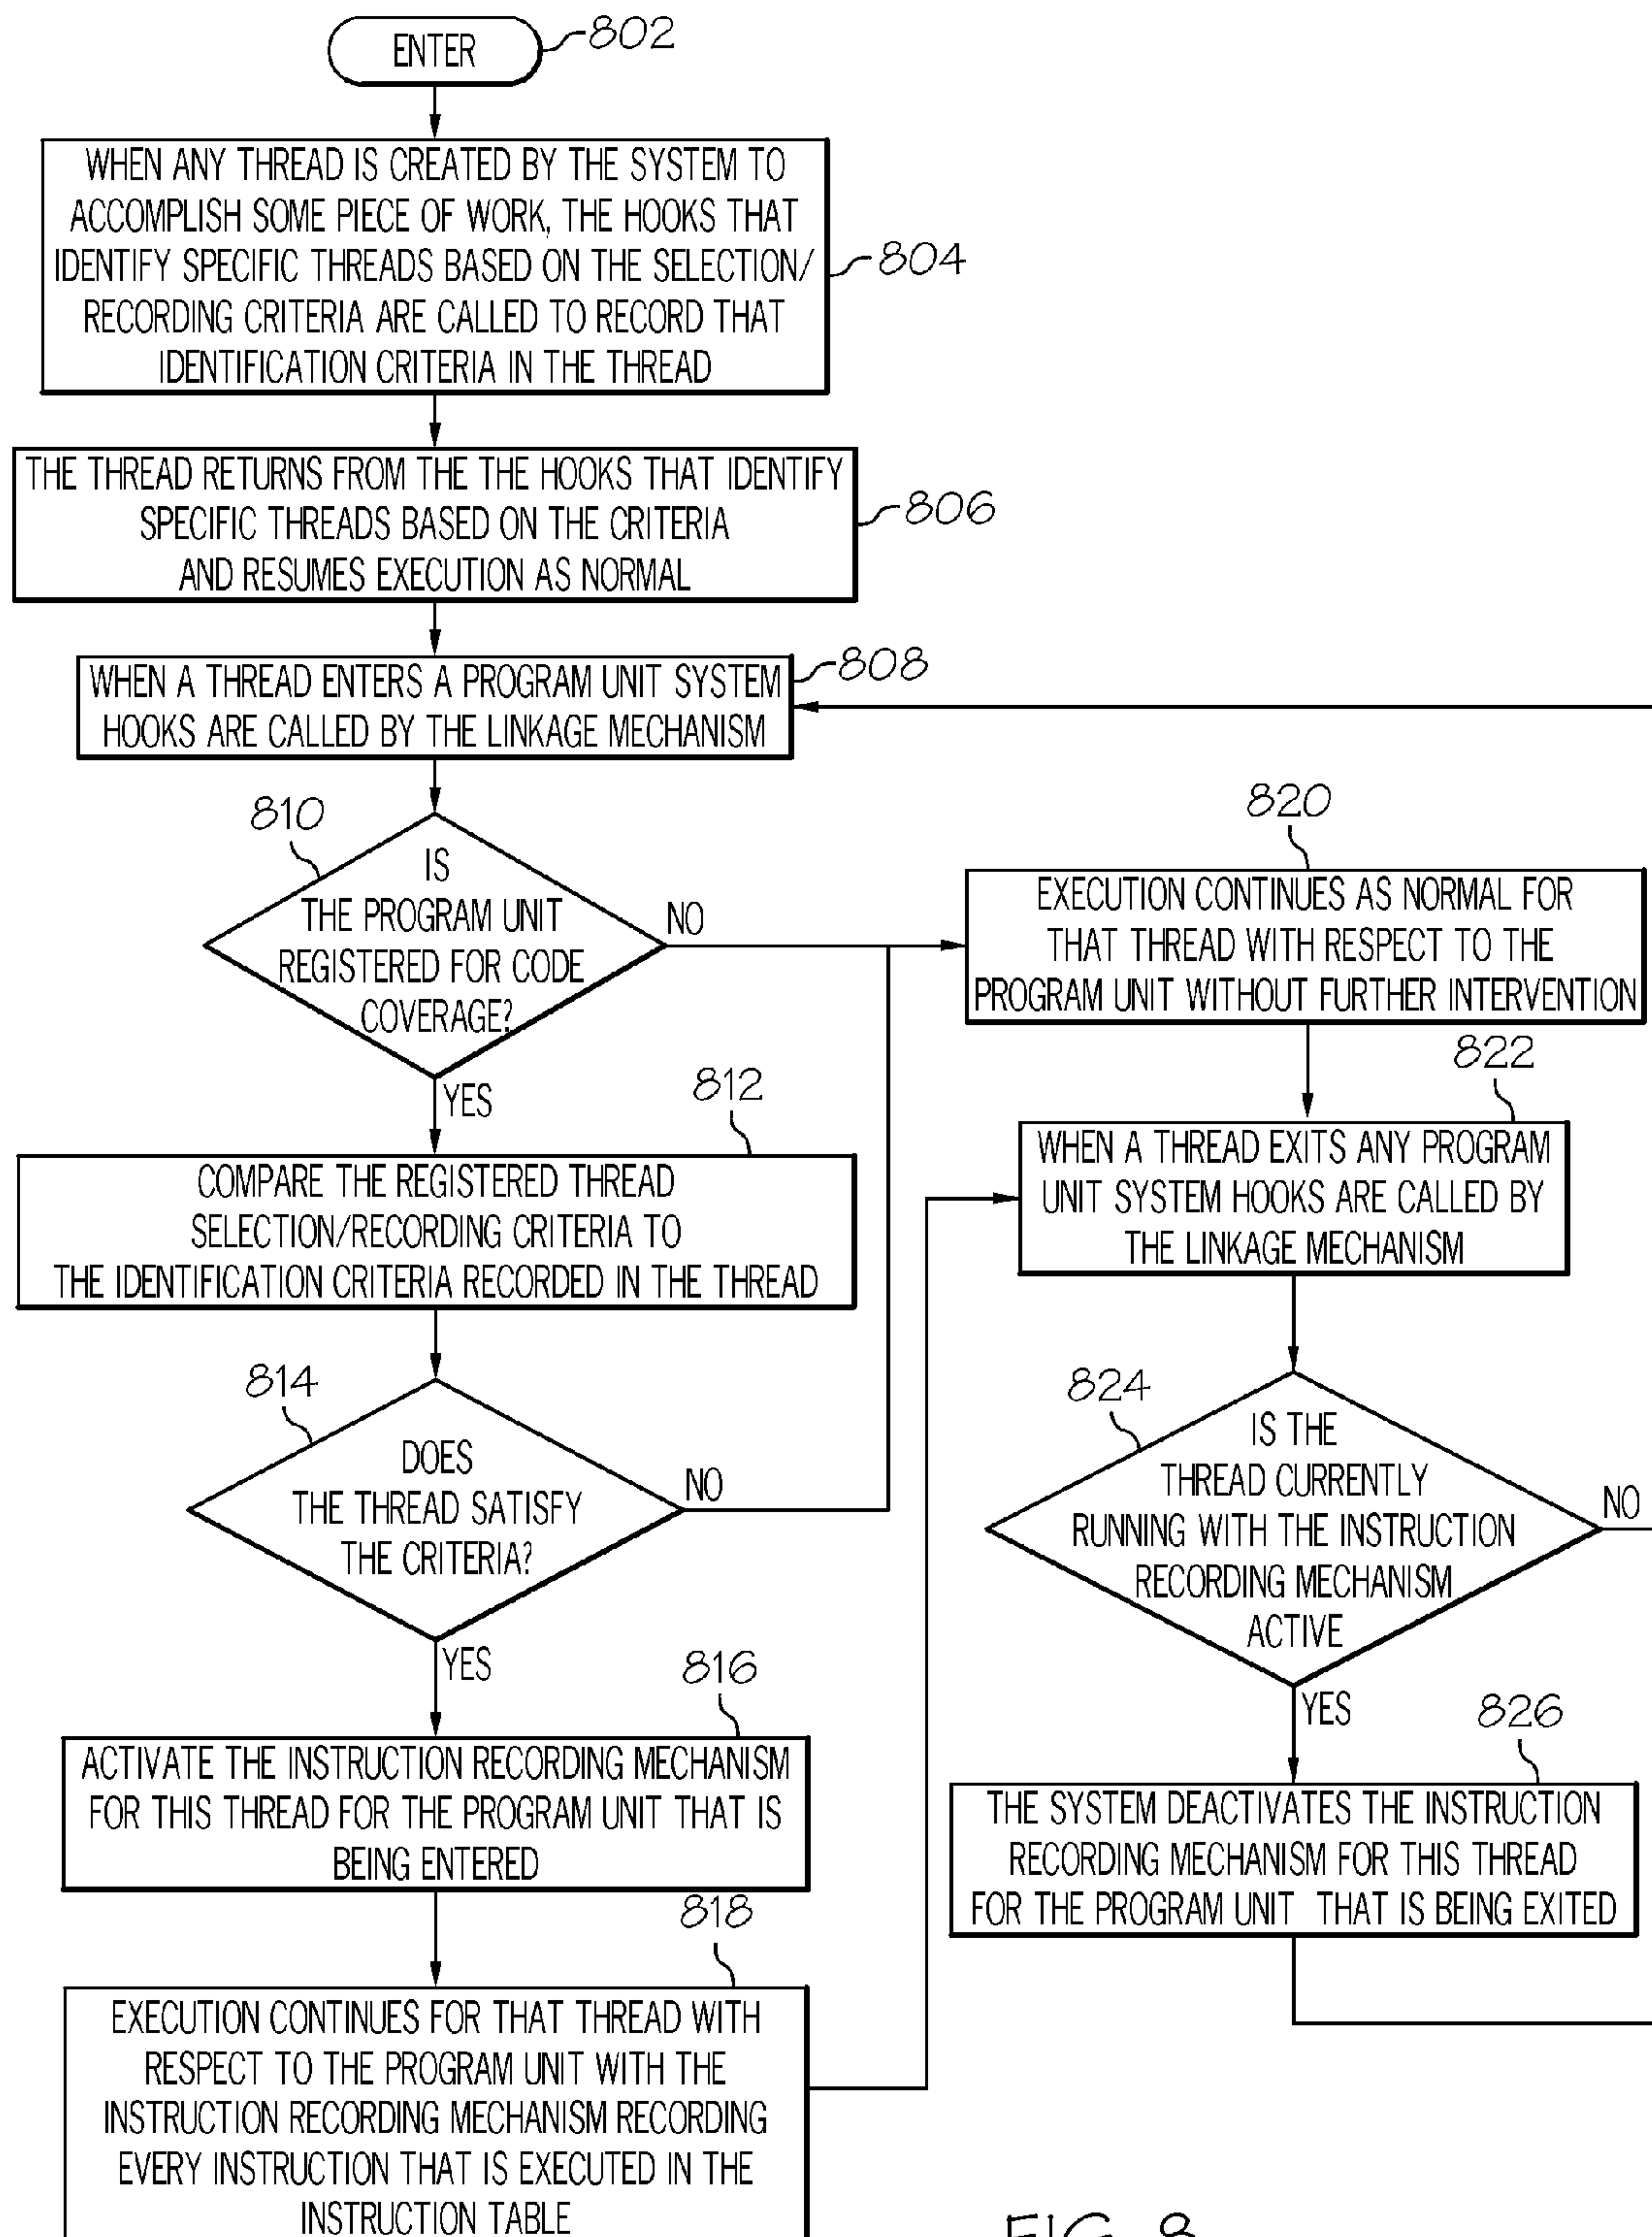 ENTER
802
WHEN ANY THREAD IS CREATED BY THE SYSTEM TO
ACCOMPLISH SOME PIECE OF WORK, THE HOOKS THAT
IDENTIFY SPECIFIC THREADS BASED ON THE SELECTION/
RECORDING CRITERIA ARE CALLED TO RECORD THAT
IDENTIFICATION CRITERIA IN THE THREAD
804
THE THREAD RETURNS FROM THE THE HOOKS THAT IDENTIFY
SPECIFIC THREADS BASED ON THE CRITERIA
AND RESUMES EXECUTION AS NORMAL
806
WHEN A THREAD ENTERS A PROGRAM UNIT SYSTEM
HOOKS ARE CALLED BY THE LINKAGE MECHANISM
808
810
IS
THE PROGRAM UNIT
REGISTERED FOR CODE
COVERAGE?
NO
YES
812
COMPARE THE REGISTERED THREAD
SELECTION/RECORDING CRITERIA TO
THE IDENTIFICATION CRITERIA RECORDED IN THE THREAD
814
DOES
THE THREAD SATISFY
THE CRITERIA?
NO
YES
816
ACTIVATE THE INSTRUCTION RECORDING MECHANISM
FOR THIS THREAD FOR THE PROGRAM UNIT THAT IS
BEING ENTERED
818
EXECUTION CONTINUES FOR THAT THREAD WITH
RESPECT TO THE PROGRAM UNIT WITH THE
INSTRUCTION RECORDING MECHANISM RECORDING
EVERY INSTRUCTION THAT IS EXECUTED IN THE
INSTRUCTION TABLE
820
EXECUTION CONTINUES AS NORMAL FOR
THAT THREAD WITH RESPECT TO THE
PROGRAM UNIT WITHOUT FURTHER INTERVENTION
822
WHEN A THREAD EXITS ANY PROGRAM
UNIT SYSTEM HOOKS ARE CALLED BY
THE LINKAGE MECHANISM
824
IS THE
THREAD CURRENTLY
RUNNING WITH THE INSTRUCTION
RECORDING MECHANISM
ACTIVE
NO
YES
826
THE SYSTEM DEACTIVATES THE INSTRUCTION
RECORDING MECHANISM FOR THIS THREAD
FOR THE PROGRAM UNIT THAT IS BEING EXITED
FIG. 8